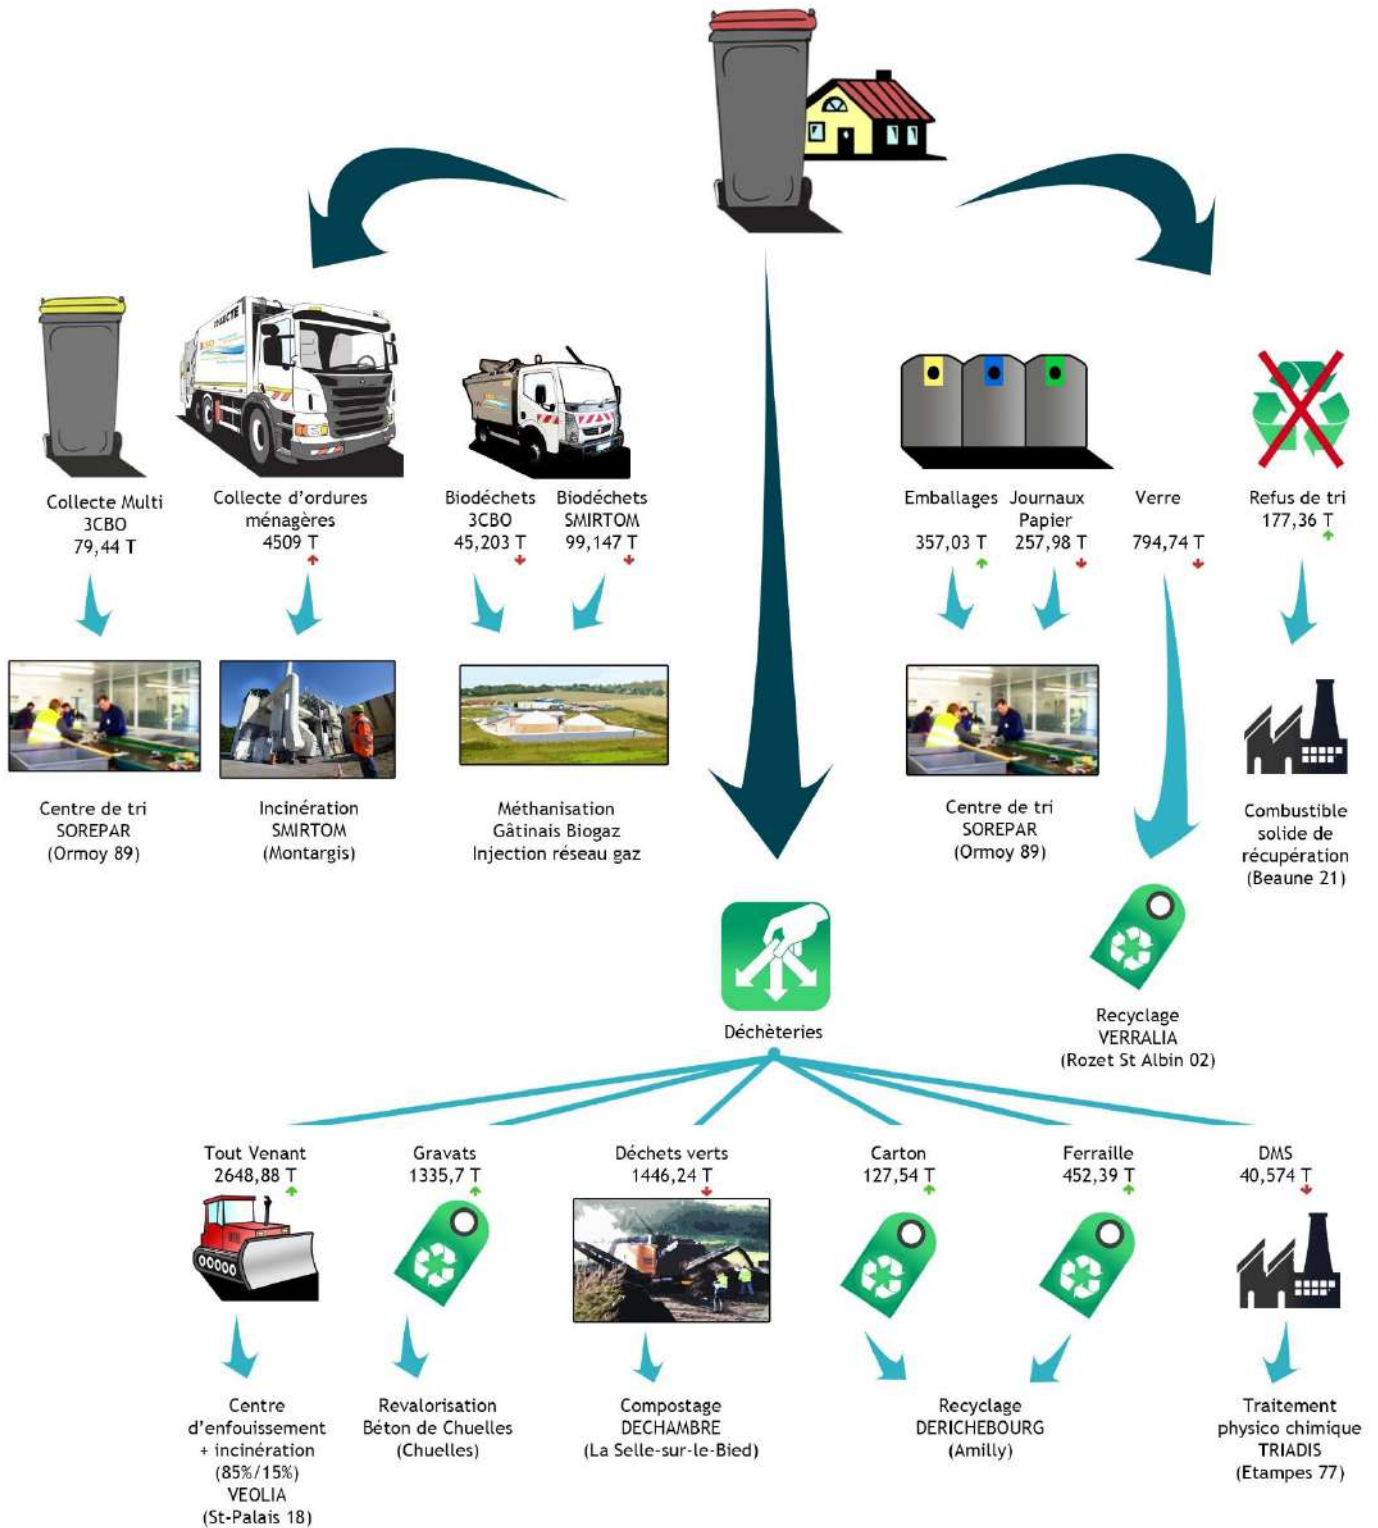 Collecte Multi
3CBO
79,44 T
Collecte d'ordures
ménagères
4509 T
Biodéchets
3CBO
45,203 T
Biodéchets
SMIRTOM
99,147 T
Emballages
357,03 T
Journaux
Papier
257,98 T
Verre
794,74 T
Refus de tri
177,36 T
Centre de tri
SOREPAR
(Ormoy 89)
Incinération
SMIRTOM
(Montargis)
Méthanisation
Gâtinais Biogaz
Injection réseau gaz
Centre de tri
SOREPAR
(Ormoy 89)
Combustible
solide de
récupération
(Beaune 21)
Recyclage
VERRALIA
(Rozet St Albin 02)
Déchèteries
Tout Venant
2648,88 T
Gravats
1335,7 T
Déchets verts
1446,24 T
Carton
127,54 T
Ferraille
452,39 T
DMS
40,574 T
Centre
d'enfouissement
+ incinération
(85%/15%)
VEOLIA
(St-Palais 18)
Revalorisation
Béton de Chuelles
(Chuelles)
Compostage
DECHAMBRE
(La Selle-sur-le-Bied)
Recyclage
DERICHEBOURG
(Amilly)
Traitement
physico chimique
TRIADIS
(Etampes 77)